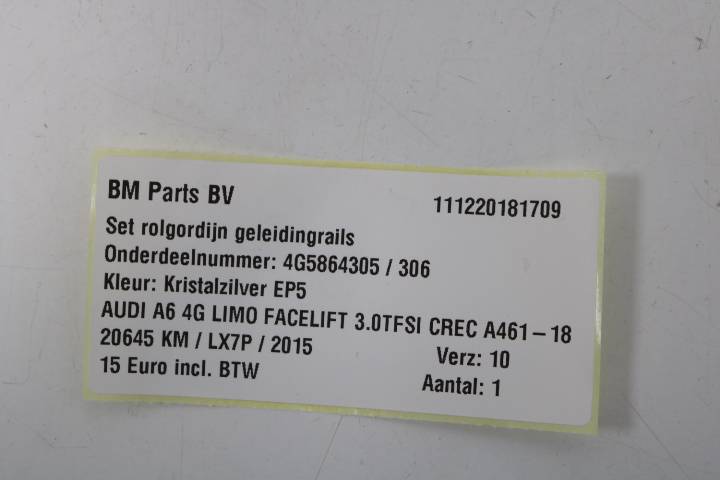 BM Parts BV 111220181709
Set rolgordijn geleidingrails
Onderdeelnummer: 4G5864305 / 306
Kleur: Kristalzilver EP5
AUDI A6 4G LIMO FACELIFT 3.0TFSI CREC A461-18
20645 KM / LX7P / 2015 Verz: 10
15 Euro incl. BTW Aantal: 1